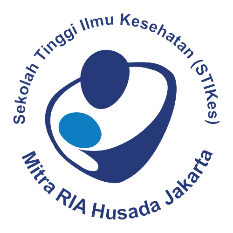 Sekolah Tinggi Ilmu Kesehatan (STIKes)
Mitra RIA Husada Jakarta